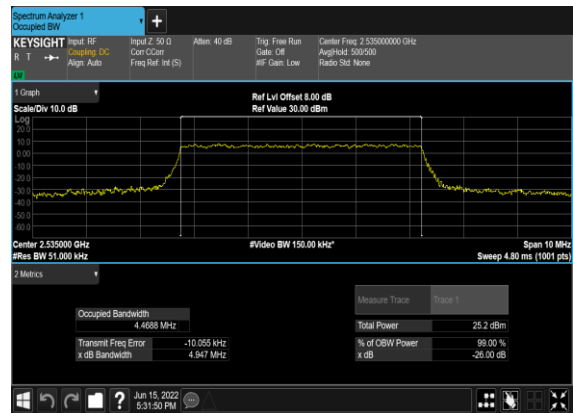 Spectrum Analyzer 1
Occupied BW
+
KEYSIGHT Input: RF Input Z: 50 Ω Atten: 40 dB Trig: Free Run Center Freq: 2.535000000 GHz
R T Coupling: DC Corr CCorr Gate: Off Avg|Hold: 500/500
Align: Auto Freq Ref: Int (S) #IF Gain: Low Radio Std: None
1 Graph
Ref Lvl Offset 8.00 dB
Scale/Div 10.0 dB Ref Value 30.00 dBm
Log
20.0
10.0
0.00
-10.0
-20.0
-30.0
-40.0
-50.0
-60.0
Center 2.535000 GHz #Video BW 150.00 kHz* Span 10 MHz
#Res BW 51.000 kHz Sweep 4.80 ms (1001 pts)
2 Metrics
Measure Trace Trace 1
Occupied Bandwidth
4.4688 MHz Total Power 25.2 dBm
Transmit Freq Error -10.055 kHz % of OBW Power 99.00 %
x dB Bandwidth 4.947 MHz x dB -26.00 dB
? Jun 15, 2022
5:31:50 PM